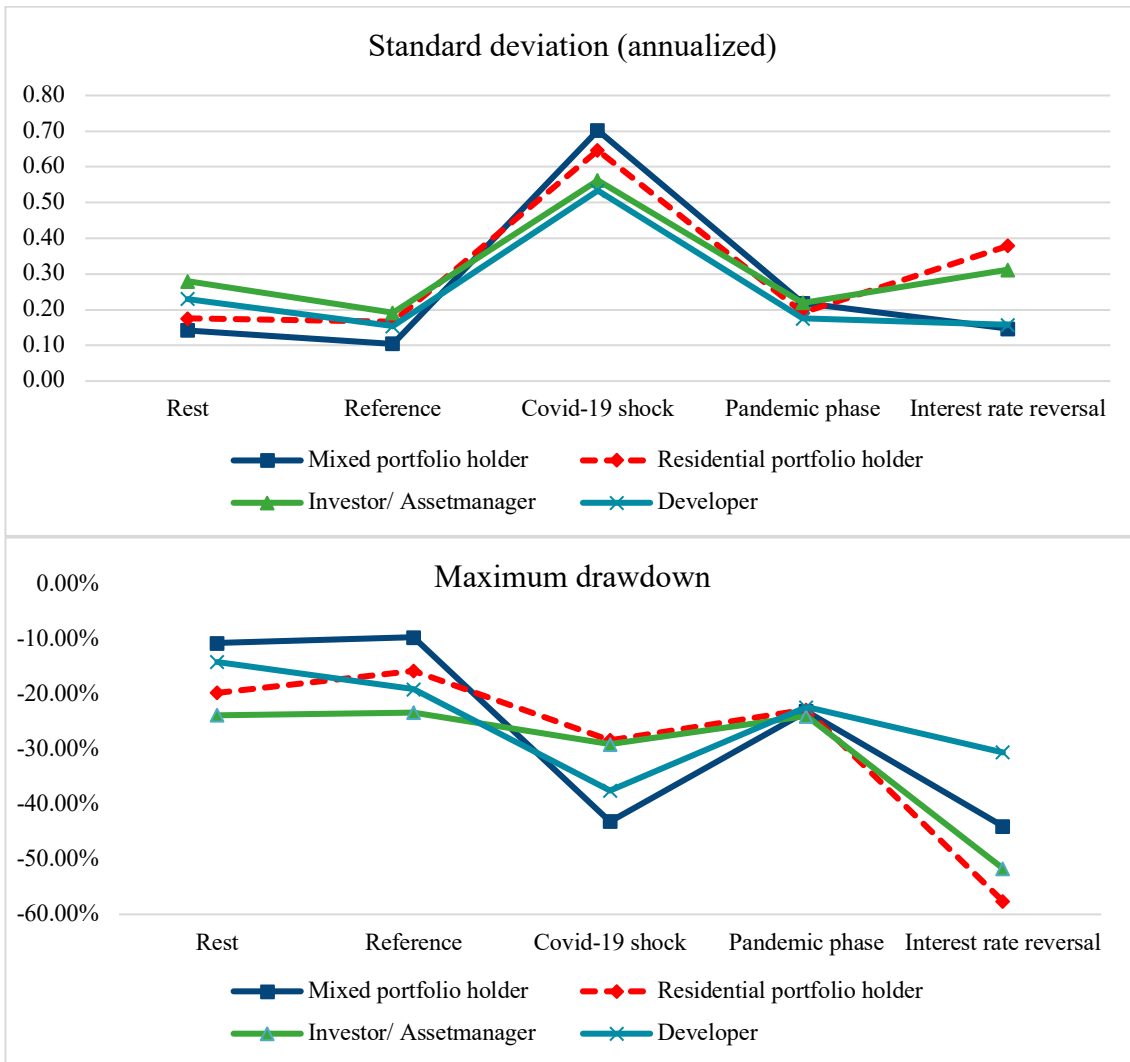 Standard deviation (annualized)
0.80
0.70
0.60
0.50
0.40
0.30
0.20
0.10
0.00
Rest Reference Covid-19 shock Pandemic phase Interest rate reversal
Mixed portfolio holder Residential portfolio holder
Investor/ Assetmanager Developer
Maximum drawdown
0.00%
-10.00%
-20.00%
-30.00%
-40.00%
-50.00%
-60.00%
Rest Reference Covid-19 shock Pandemic phase Interest rate reversal
Mixed portfolio holder Residential portfolio holder
Investor/ Assetmanager Developer